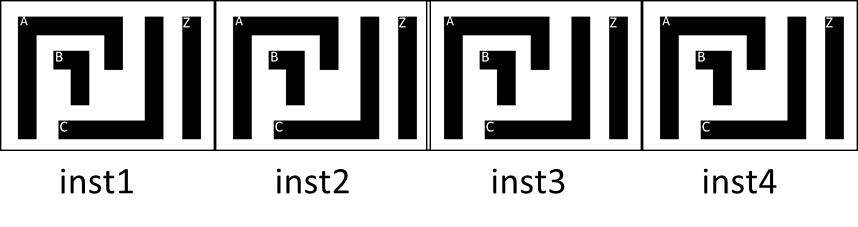 A Z A Z A Z A Z
B B B B
C C C C
inst1 inst2 inst3 inst4